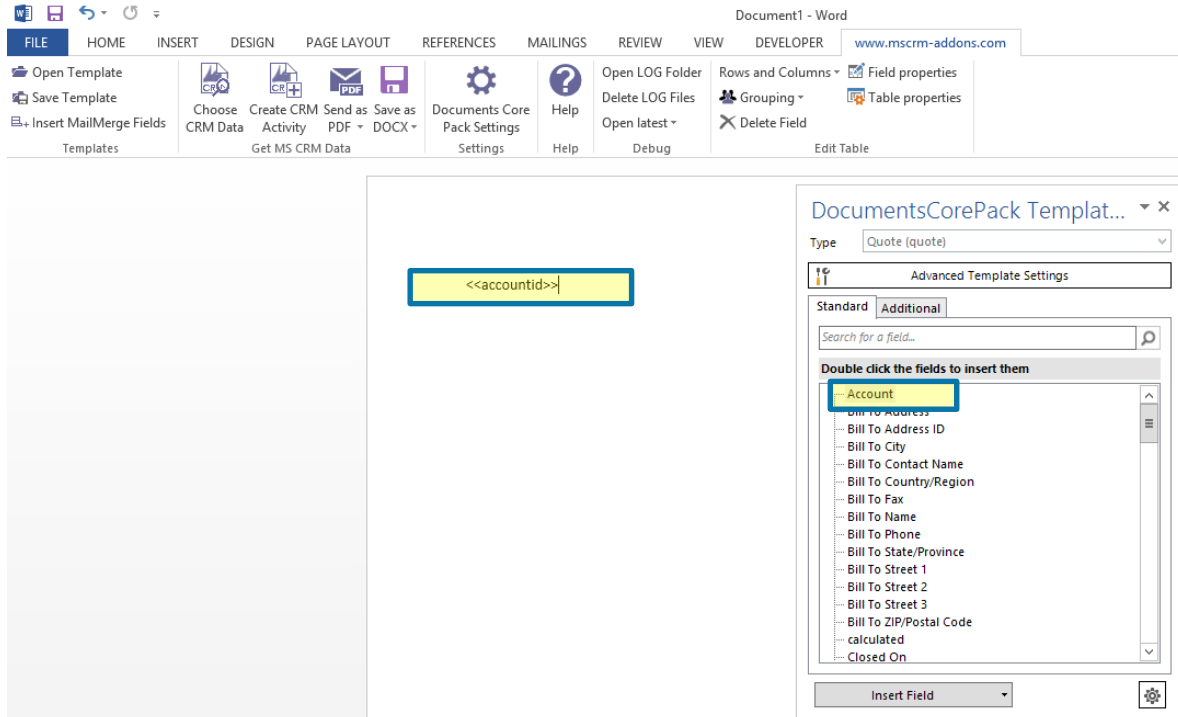 Document1 - Word
FILE HOME INSERT DESIGN PAGE LAYOUT REFERENCES MAILINGS REVIEW VIEW DEVELOPER www.mscrm-addons.com
Open Template
Save Template
Insert MailMerge Fields
Templates
Choose
CRM Data
Create CRM
Activity
PDF
Send as
PDF
Save as
DOCX
Get MS CRM Data
Documents Core
Pack Settings
Settings
Help
Help
Open LOG Folder
Delete LOG Files
Open latest
Debug
Rows and Columns
Grouping
Delete Field
Field properties
Table properties
Edit Table
<<accountid>>
DocumentsCorePack Templat...
Type Quote (quote)
Advanced Template Settings
Standard Additional
Search for a field...
Double click the fields to insert them
Account
Bill To Address
Bill To Address ID
Bill To City
Bill To Contact Name
Bill To Country/Region
Bill To Fax
Bill To Name
Bill To Phone
Bill To State/Province
Bill To Street 1
Bill To Street 2
Bill To Street 3
Bill To ZIP/Postal Code
calculated
Closed On
Insert Field